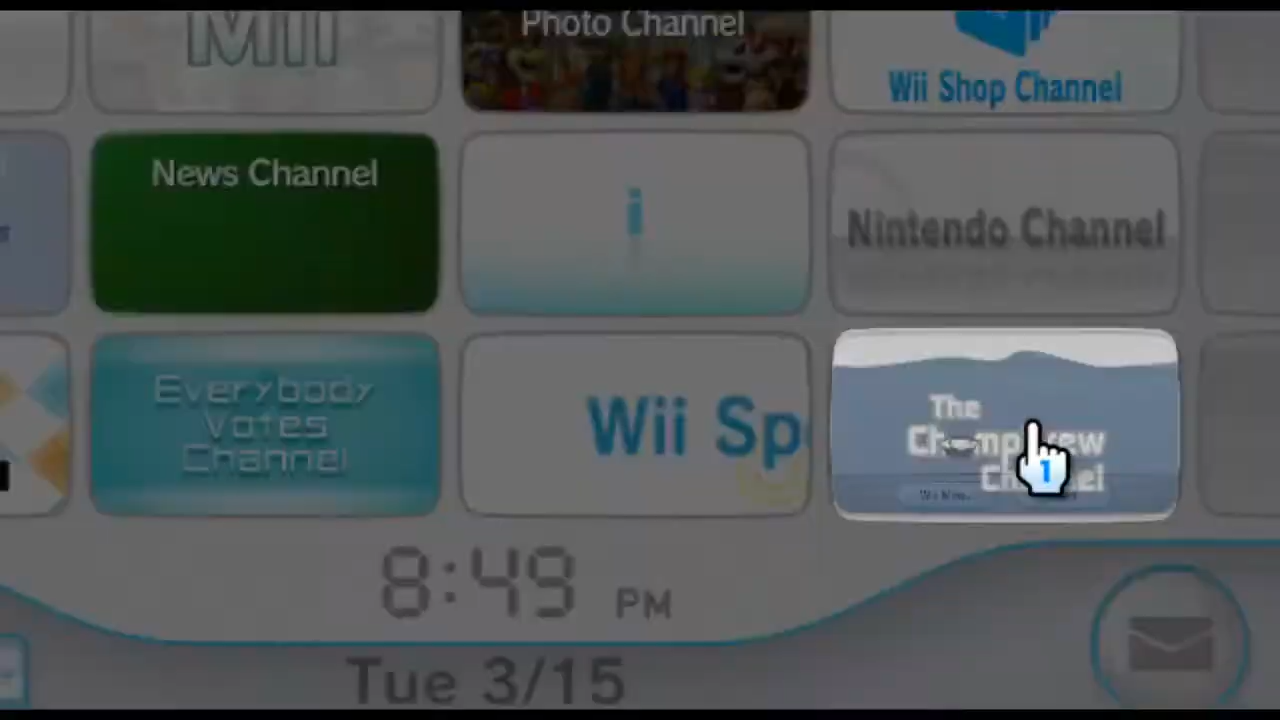 Mii
Photo Channel
Wii Shop Channel
News Channel
i
Nintendo Channel
Everybody
Votes
Channel
Wii Sp
The
1
8:49 PM
Tue 3/15